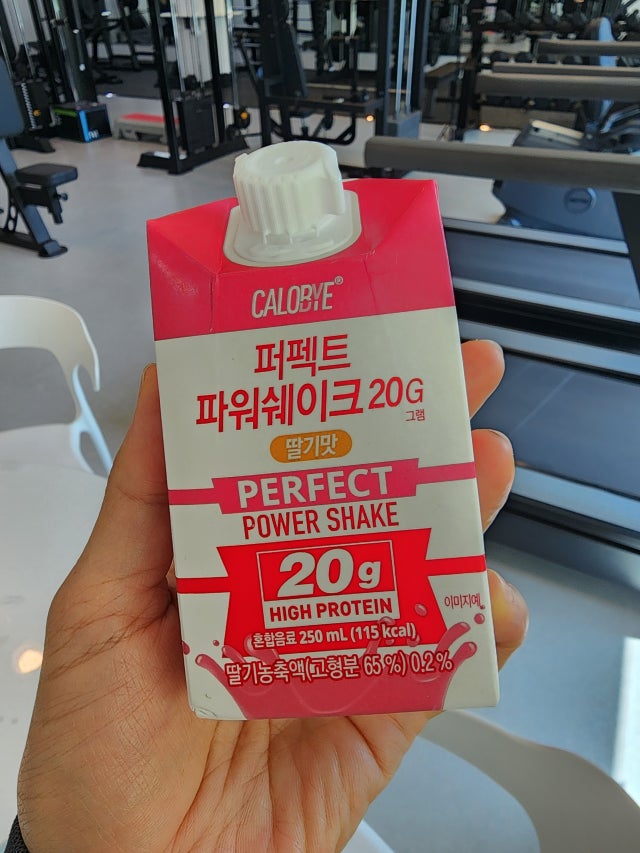 CALOBYE®
퍼펙트
파워쉐이크 20G
그램
딸기맛
PERFECT
POWER SHAKE
20g
HIGH PROTEIN
이미지예
혼합음료 250 mL (115 kcal)
딸기농축액(고형분 65%) 0.2%